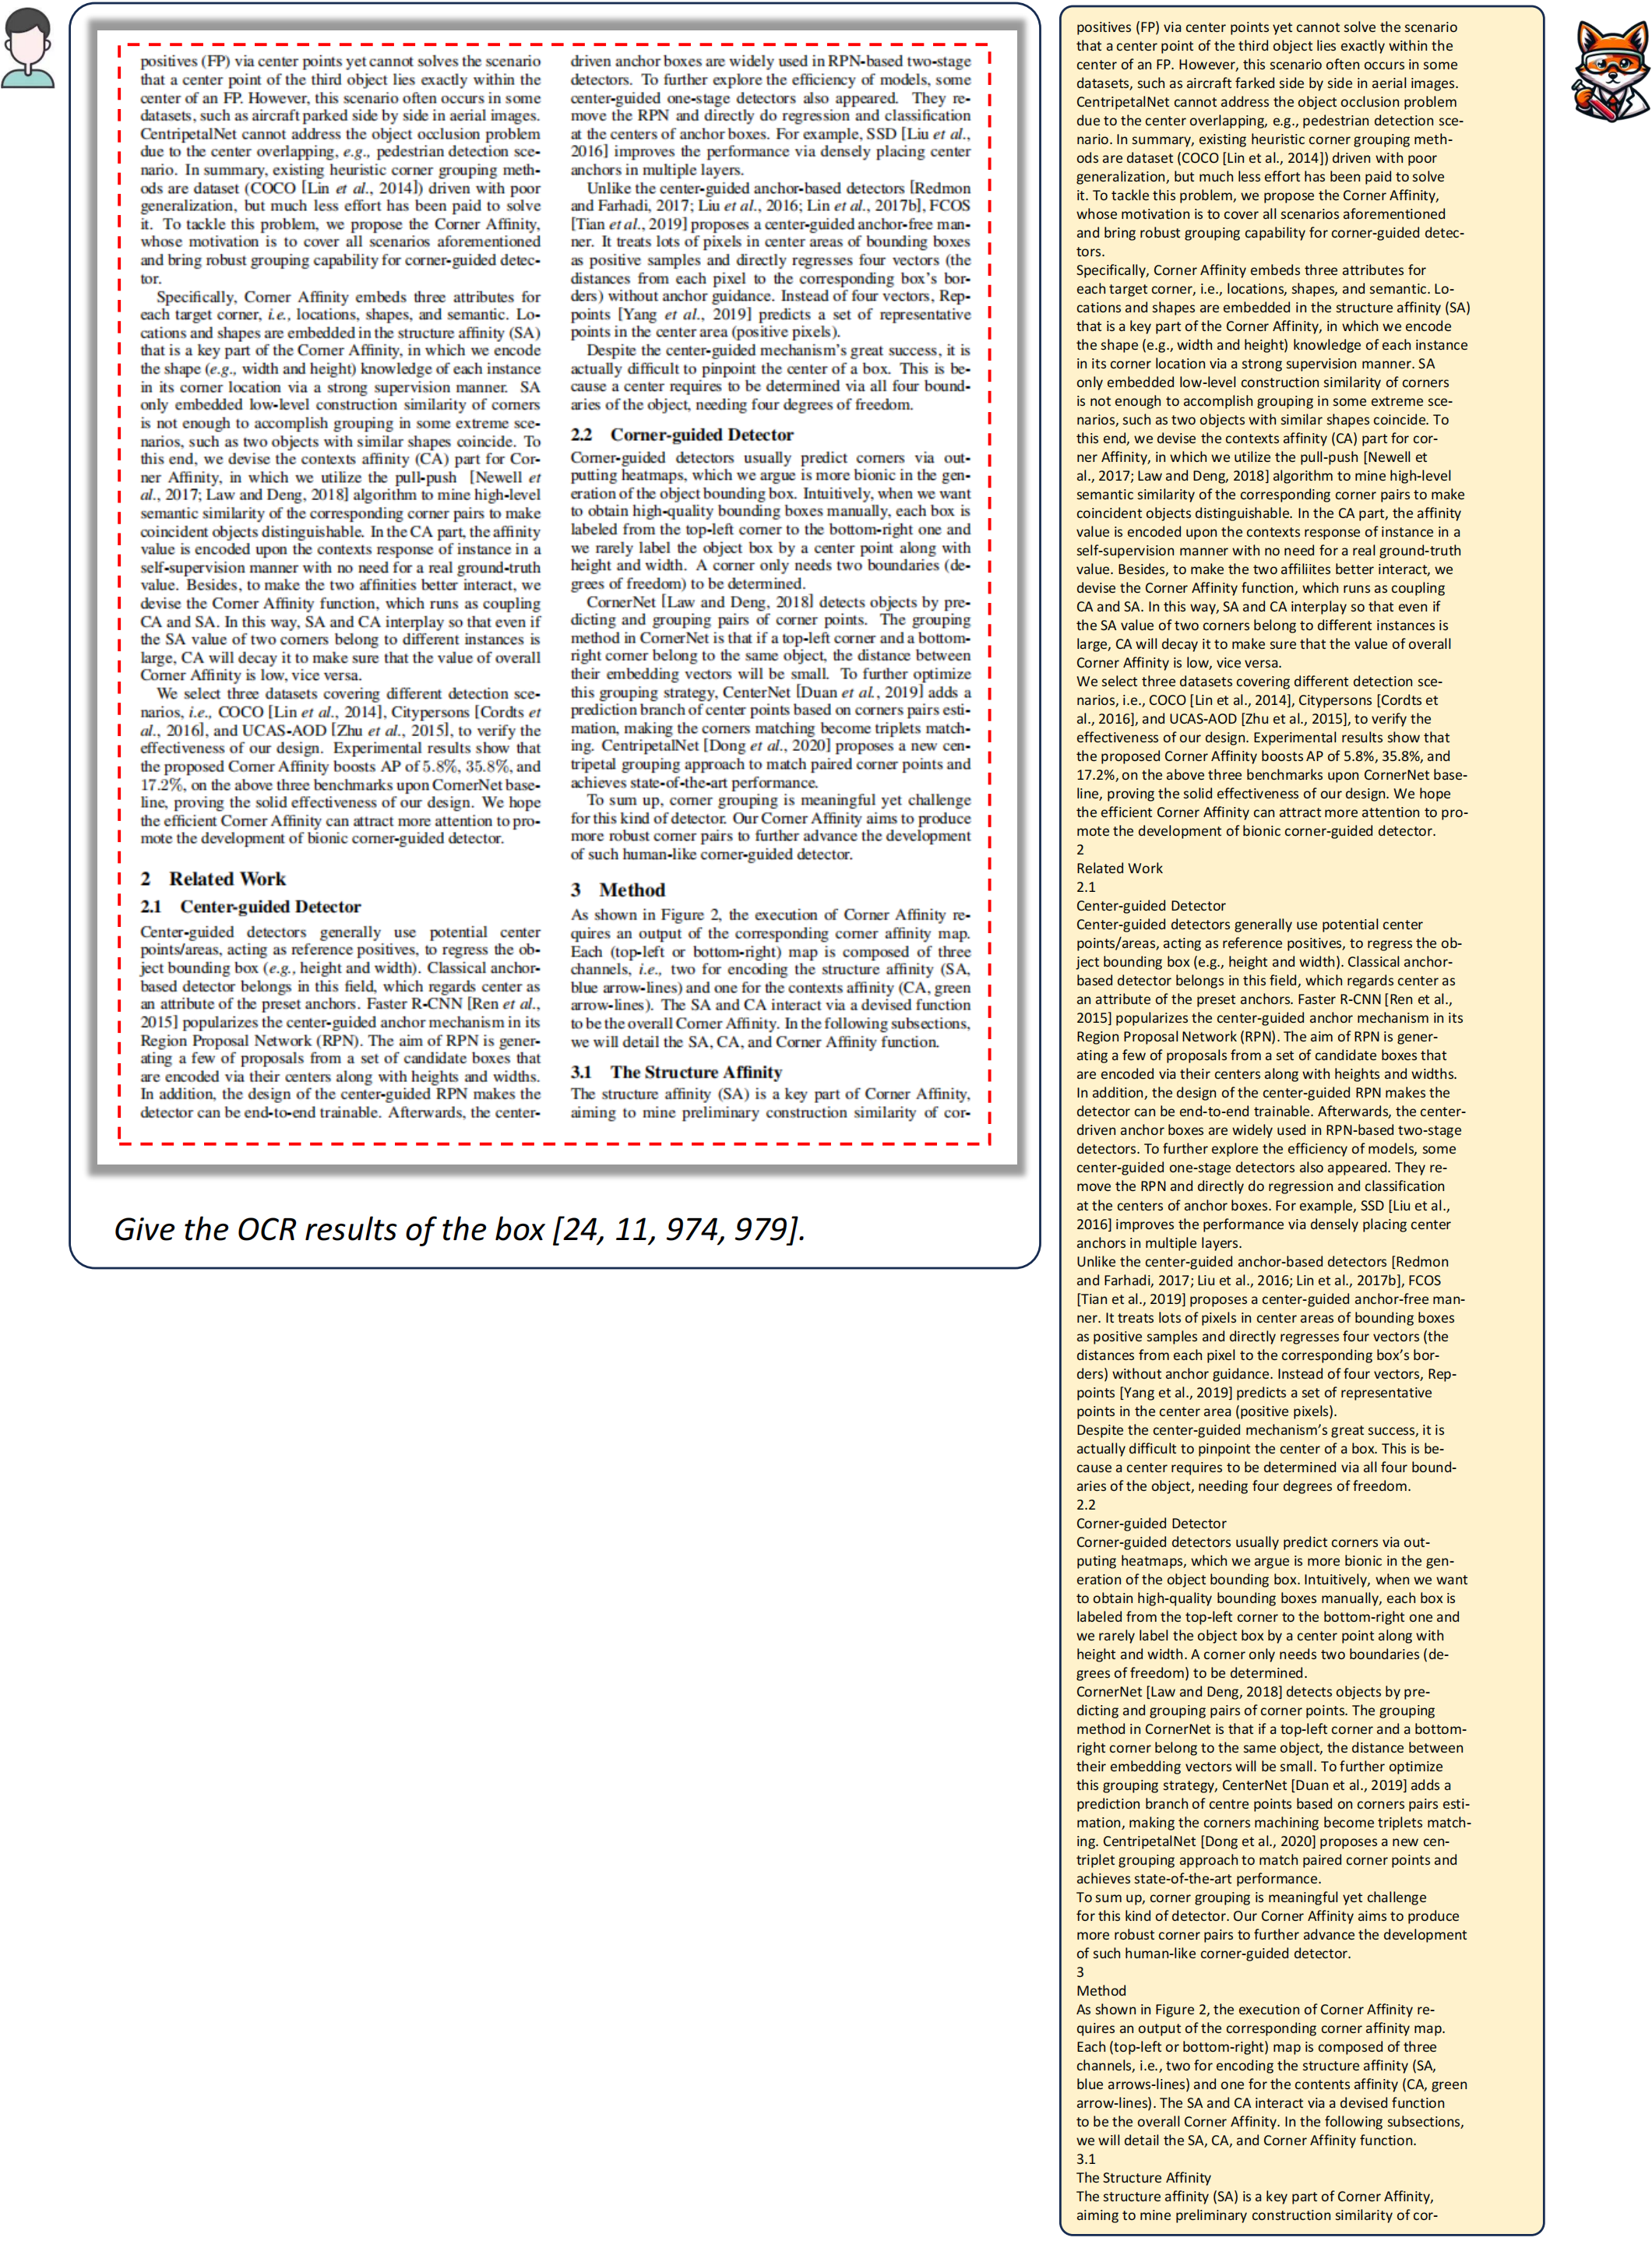 positives (FP) via center points yet cannot solves the scenario
that a center point of the third object lies exactly within the
center of an FP. However, this scenario often occurs in some
datasets, such as aircraft parked side by side in aerial images.
CentripetalNet cannot address the object occlusion problem
due to the center overlapping, e.g., pedestrian detection sce-
nario. In summary, existing heuristic corner grouping meth-
ods are dataset (COCO [Lin et al., 2014]) driven with poor
generalization, but much less effort has been paid to solve
it. To tackle this problem, we propose the Corner Affinity,
whose motivation is to cover all scenarios aforementioned
and bring robust grouping capability for corner-guided detec-
tor.
Specifically, Corner Affinity embeds three attributes for
each target corner, i.e., locations, shapes, and semantic. Lo-
cations and shapes are embedded in the structure affinity (SA)
that is a key part of the Corner Affinity, in which we encode
the shape (e.g., width and height) knowledge of each instance
in its corner location via a strong supervision manner. SA
only embedded low-level construction similarity of corners
is not enough to accomplish grouping in some extreme sce-
narios, such as two objects with similar shapes coincide. To
this end, we devise the contexts affinity (CA) part for Cor-
ner Affinity, in which we utilize the pull-push [Newell et
al., 2017; Law and Deng, 2018] algorithm to mine high-level
semantic similarity of the corresponding corner pairs to make
coincident objects distinguishable. In the CA part, the affinity
value is encoded upon the contexts response of instance in a
self-supervision manner with no need for a real ground-truth
value. Besides, to make the two affinities better interact, we
devise the Corner Affinity function, which runs as coupling
CA and SA. In this way, SA and CA interplay so that even if
the SA value of two corners belong to different instances is
large, CA will decay it to make sure that the value of overall
Corner Affinity is low, vice versa.
We select three datasets covering different detection sce-
narios, i.e., COCO [Lin et al., 2014], Citypersons [Cordts et
al., 2016], and UCAS-AOD [Zhu et al., 2015], to verify the
effectiveness of our design. Experimental results show that
the proposed Corner Affinity boosts AP of 5.8%, 35.8%, and
17.2%, on the above three benchmarks upon CornerNet base-
line, proving the solid effectiveness of our design. We hope
the efficient Corner Affinity can attract more attention to pro-
mote the development of bionic corner-guided detector.
2 Related Work
2.1 Center-guided Detector
Center-guided detectors generally use potential center
points/areas, acting as reference positives, to regress the ob-
ject bounding box (e.g., height and width). Classical anchor-
based detector belongs in this field, which regards center as
an attribute of the preset anchors. Faster R-CNN [Ren et al.,
2015] popularizes the center-guided anchor mechanism in its
Region Proposal Network (RPN). The aim of RPN is gener-
ating a few of proposals from a set of candidate boxes that
are encoded via their centers along with heights and widths.
In addition, the design of the center-guided RPN makes the
detector can be end-to-end trainable. Afterwards, the center-
driven anchor boxes are widely used in RPN-based two-stage
detectors. To further explore the efficiency of models, some
center-guided one-stage detectors also appeared. They re-
move the RPN and directly do regression and classification
at the centers of anchor boxes. For example, SSD [Liu et al.,
2016] improves the performance via densely placing center
anchors in multiple layers.
Unlike the center-guided anchor-based detectors [Redmon
and Farhadi, 2017; Liu et al., 2016; Lin et al., 2017b], FCOS
[Tian et al., 2019] proposes a center-guided anchor-free man-
ner. It treats lots of pixels in center areas of bounding boxes
as positive samples and directly regresses four vectors (the
distances from each pixel to the corresponding box's bor-
ders) without anchor guidance. Instead of four vectors, Rep-
points [Yang et al., 2019] predicts a set of representative
points in the center area (positive pixels).
Despite the center-guided mechanism's great success, it is
actually difficult to pinpoint the center of a box. This is be-
cause a center requires to be determined via all four bound-
aries of the object, needing four degrees of freedom.
2.2 Corner-guided Detector
Corner-guided detectors usually predict corners via out-
putting heatmaps, which we argue is more bionic in the gen-
eration of the object bounding box. Intuitively, when we want
to obtain high-quality bounding boxes manually, each box is
labeled from the top-left corner to the bottom-right one and
we rarely label the object box by a center point along with
height and width. A corner only needs two boundaries (de-
grees of freedom) to be determined.
CornerNet [Law and Deng, 2018] detects objects by pre-
dicting and grouping pairs of corner points. The grouping
method in CornerNet is that if a top-left corner and a bottom-
right corner belong to the same object, the distance between
their embedding vectors will be small. To further optimize
this grouping strategy, CenterNet [Duan et al., 2019] adds a
prediction branch of center points based on corners pairs esti-
mation, making the corners matching become triplets match-
ing. CentripetalNet [Dong et al., 2020] proposes a new cen-
tripetal grouping approach to match paired corner points and
achieves state-of-the-art performance.
To sum up, corner grouping is meaningful yet challenge
for this kind of detector. Our Corner Affinity aims to produce
more robust corner pairs to further advance the development
of such human-like corner-guided detector.
3 Method
As shown in Figure 2, the execution of Corner Affinity re-
quires an output of the corresponding corner affinity map.
Each (top-left or bottom-right) map is composed of three
channels, i.e., two for encoding the structure affinity (SA,
blue arrow-lines) and one for the contexts affinity (CA, green
arrow-lines). The SA and CA interact via a devised function
to be the overall Corner Affinity. In the following subsections,
we will detail the SA, CA, and Corner Affinity function.
3.1 The Structure Affinity
The structure affinity (SA) is a key part of Corner Affinity,
aiming to mine preliminary construction similarity of cor-
Give the OCR results of the box [24, 11, 974, 979].
positives (FP) via center points yet cannot solve the scenario
that a center point of the third object lies exactly within the
center of an FP. However, this scenario often occurs in some
datasets, such as aircraft farked side by side in aerial images.
CentripetalNet cannot address the object occlusion problem
due to the center overlapping, e.g., pedestrian detection sce-
nario. In summary, existing heuristic corner grouping meth-
ods are dataset (COCO [Lin et al., 2014]) driven with poor
generalization, but much less effort has been paid to solve
it. To tackle this problem, we propose the Corner Affinity,
whose motivation is to cover all scenarios aforementioned
and bring robust grouping capability for corner-guided detec-
tors.
Specifically, Corner Affinity embeds three attributes for
each target corner, i.e., locations, shapes, and semantic. Lo-
cations and shapes are embedded in the structure affinity (SA)
that is a key part of the Corner Affinity, in which we encode
the shape (e.g., width and height) knowledge of each instance
in its corner location via a strong supervision manner. SA
only embedded low-level construction similarity of corners
is not enough to accomplish grouping in some extreme sce-
narios, such as two objects with similar shapes coincide. To
this end, we devise the contexts affinity (CA) part for cor-
ner Affinity, in which we utilize the pull-push [Newell et
al., 2017; Law and Deng, 2018] algorithm to mine high-level
semantic similarity of the corresponding corner pairs to make
coincident objects distinguishable. In the CA part, the affinity
value is encoded upon the contexts response of instance in a
self-supervision manner with no need for a real ground-truth
value. Besides, to make the two affiliites better interact, we
devise the Corner Affinity function, which runs as coupling
CA and SA. In this way, SA and CA interplay so that even if
the SA value of two corners belong to different instances is
large, CA will decay it to make sure that the value of overall
Corner Affinity is low, vice versa.
We select three datasets covering different detection sce-
narios, i.e., COCO [Lin et al., 2014], Citypersons [Cordts et
al., 2016], and UCAS-AOD [Zhu et al., 2015], to verify the
effectiveness of our design. Experimental results show that
the proposed Corner Affinity boosts AP of 5.8%, 35.8%, and
17.2%, on the above three benchmarks upon CornerNet base-
line, proving the solid effectiveness of our design. We hope
the efficient Corner Affinity can attract more attention to pro-
mote the development of bionic corner-guided detector.
2
Related Work
2.1
Center-guided Detector
Center-guided detectors generally use potential center
points/areas, acting as reference positives, to regress the ob-
ject bounding box (e.g., height and width). Classical anchor-
based detector belongs in this field, which regards center as
an attribute of the preset anchors. Faster R-CNN [Ren et al.,
2015] popularizes the center-guided anchor mechanism in its
Region Proposal Network (RPN). The aim of RPN is gener-
ating a few of proposals from a set of candidate boxes that
are encoded via their centers along with heights and widths.
In addition, the design of the center-guided RPN makes the
detector can be end-to-end trainable. Afterwards, the center-
driven anchor boxes are widely used in RPN-based two-stage
detectors. To further explore the efficiency of models, some
center-guided one-stage detectors also appeared. They re-
move the RPN and directly do regression and classification
at the centers of anchor boxes. For example, SSD [Liu et al.,
2016] improves the performance via densely placing center
anchors in multiple layers.
Unlike the center-guided anchor-based detectors [Redmon
and Farhadi, 2017; Liu et al., 2016; Lin et al., 2017b], FCOS
[Tian et al., 2019] proposes a center-guided anchor-free man-
ner. It treats lots of pixels in center areas of bounding boxes
as positive samples and directly regresses four vectors (the
distances from each pixel to the corresponding box's bor-
ders) without anchor guidance. Instead of four vectors, Rep-
points [Yang et al., 2019] predicts a set of representative
points in the center area (positive pixels).
Despite the center-guided mechanism's great success, it is
actually difficult to pinpoint the center of a box. This is be-
cause a center requires to be determined via all four bound-
aries of the object, needing four degrees of freedom.
2.2
Corner-guided Detector
Corner-guided detectors usually predict corners via out-
puting heatmaps, which we argue is more bionic in the gen-
eration of the object bounding box. Intuitively, when we want
to obtain high-quality bounding boxes manually, each box is
labeled from the top-left corner to the bottom-right one and
we rarely label the object box by a center point along with
height and width. A corner only needs two boundaries (de-
grees of freedom) to be determined.
CornerNet [Law and Deng, 2018] detects objects by pre-
dicting and grouping pairs of corner points. The grouping
method in CornerNet is that if a top-left corner and a bottom-
right corner belong to the same object, the distance between
their embedding vectors will be small. To further optimize
this grouping strategy, CenterNet [Duan et al., 2019] adds a
prediction branch of centre points based on corners pairs esti-
mation, making the corners machining become triplets match-
ing. CentripetalNet [Dong et al., 2020] proposes a new cen-
triplet grouping approach to match paired corner points and
achieves state-of-the-art performance.
To sum up, corner grouping is meaningful yet challenge
for this kind of detector. Our Corner Affinity aims to produce
more robust corner pairs to further advance the development
of such human-like corner-guided detector.
3
Method
As shown in Figure 2, the execution of Corner Affinity re-
quires an output of the corresponding corner affinity map.
Each (top-left or bottom-right) map is composed of three
channels, i.e., two for encoding the structure affinity (SA,
blue arrows-lines) and one for the contents affinity (CA, green
arrow-lines). The SA and CA interact via a devised function
to be the overall Corner Affinity. In the following subsections,
we will detail the SA, CA, and Corner Affinity function.
3.1
The Structure Affinity
The structure affinity (SA) is a key part of Corner Affinity,
aiming to mine preliminary construction similarity of cor-